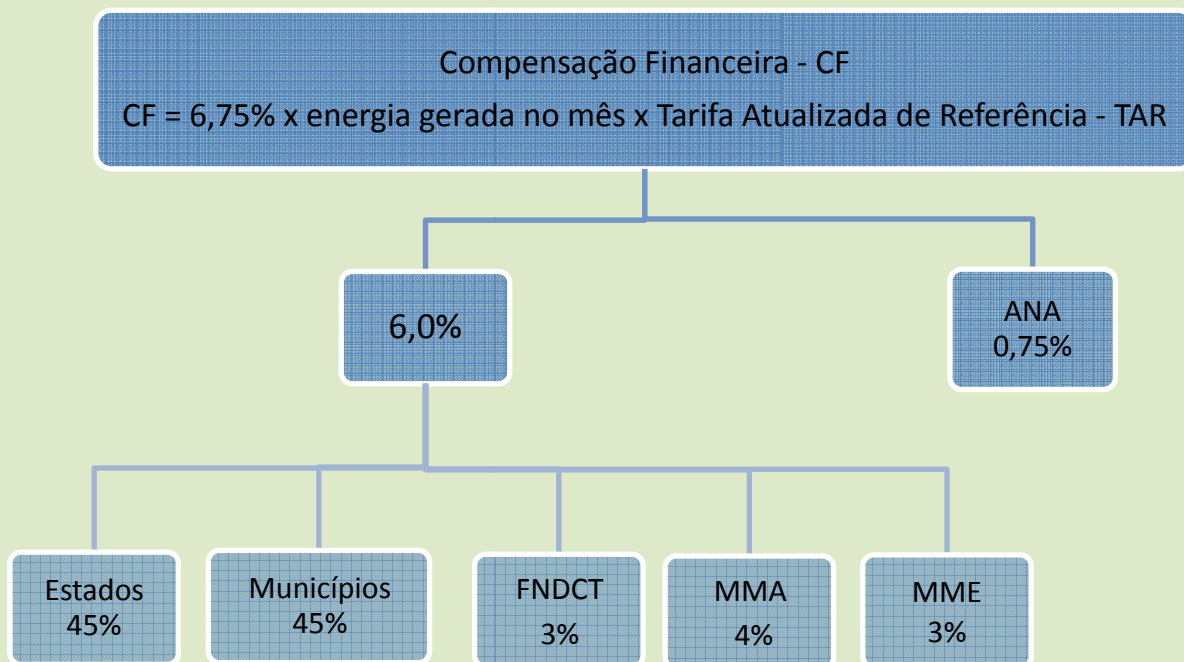 Compensação Financeira - CF
CF = 6,75% x energia gerada no mês x Tarifa Atualizada de Referência - TAR
6,0%
ANA
0,75%
Estados
45%
Municípios
45%
FNDCT
3%
MMA
4%
MME
3%